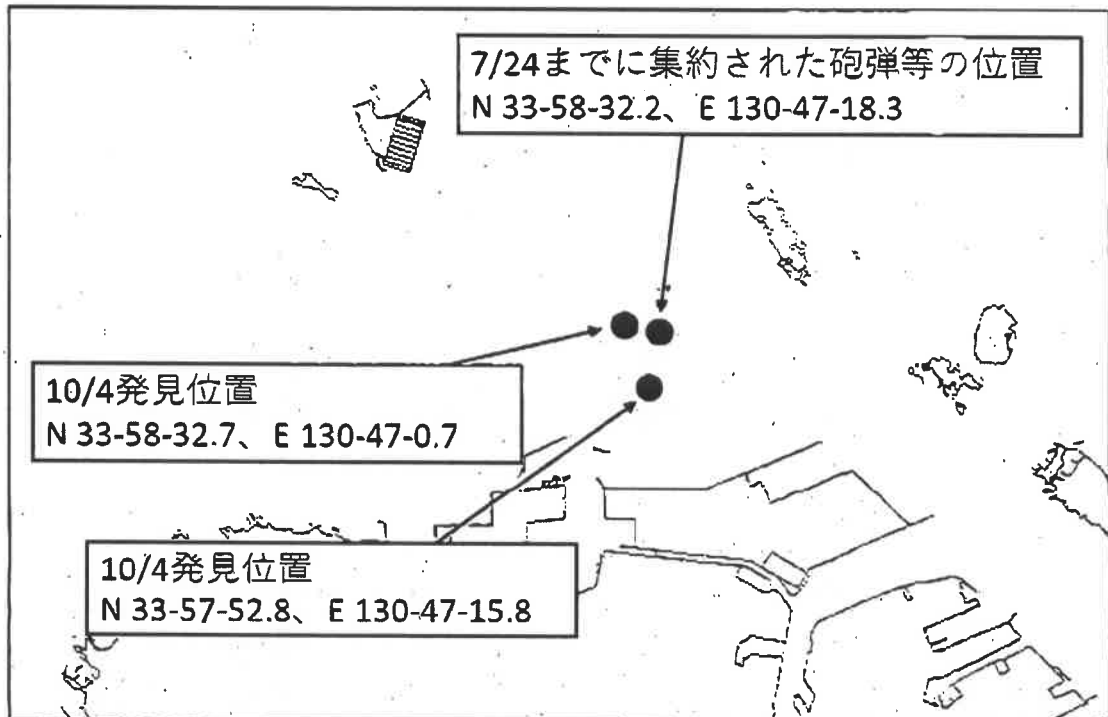 7/24までに集約された砲弾等の位置
N 33-58-32.2、E 130-47-18.3
10/4発見位置
N 33-58-32.7、E 130-47-0.7
10/4発見位置
N 33-57-52.8、E 130-47-15.8